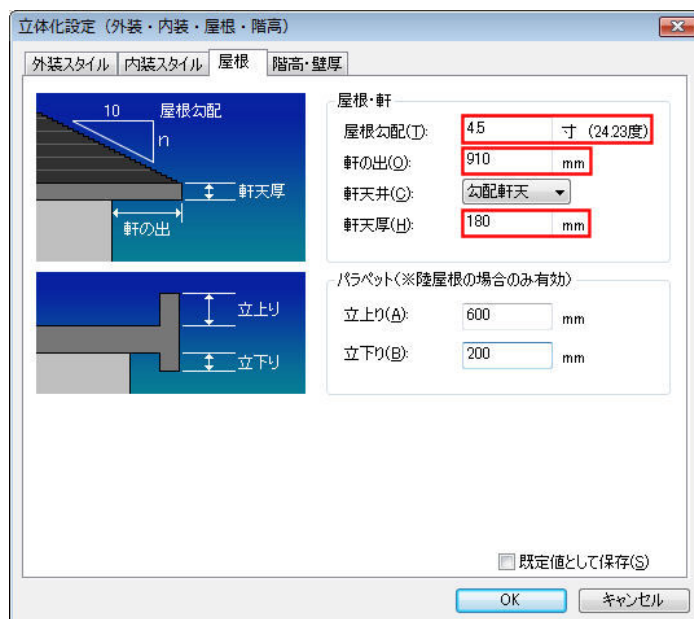 立体化設定（外装・内装・屋根・階高）
外装スタイル 内装スタイル 屋根 階高・壁厚
10 屋根勾配
n
軒天厚
軒の出
屋根・軒
屋根勾配(T): 4.5 寸 (24.23度)
軒の出(O): 910 mm
軒天井(C): 勾配軒天
軒天厚(H): 180 mm
立上り
立下り
パラペット(※陸屋根の場合のみ有効)
立上り(A): 600 mm
立下り(B): 200 mm
既定値として保存(S)
OK キャンセル